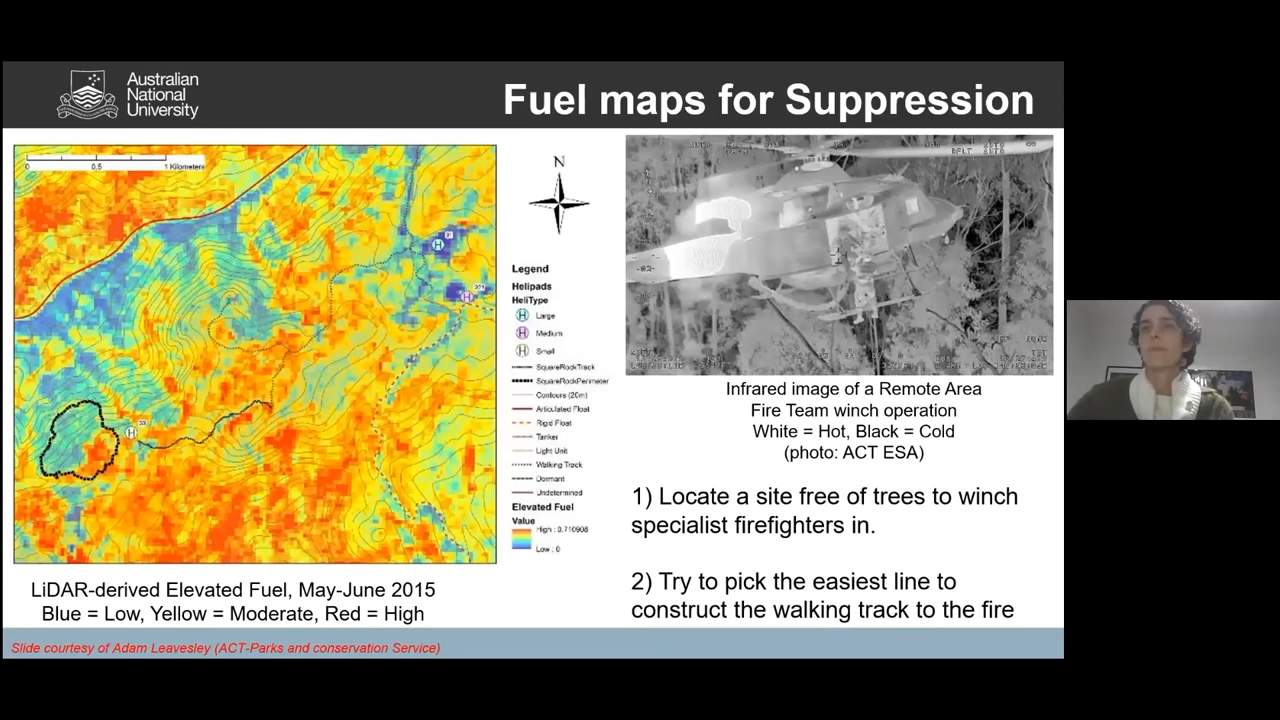 Australian
National
University
Fuel maps for Suppression
0 0.5 1 Kilometers
N
Legend
Helipads
HeliType
Large
Medium
Small
SquareRockTrack
SquareRockPerimeter
Contours (20m)
Articulated Float
Rigid Float
Tanker
Light Unit
Walking Track
Dormant
Undetermined
Elevated Fuel
Value
High : 0.710908
Low : 0
LiDAR-derived Elevated Fuel, May-June 2015
Blue = Low, Yellow = Moderate, Red = High
Infrared image of a Remote Area
Fire Team winch operation
White = Hot, Black = Cold
(photo: ACT ESA)
1) Locate a site free of trees to winch
specialist firefighters in.
2) Try to pick the easiest line to
construct the walking track to the fire
Slide courtesy of Adam Leavesley (ACT-Parks and conservation Service)